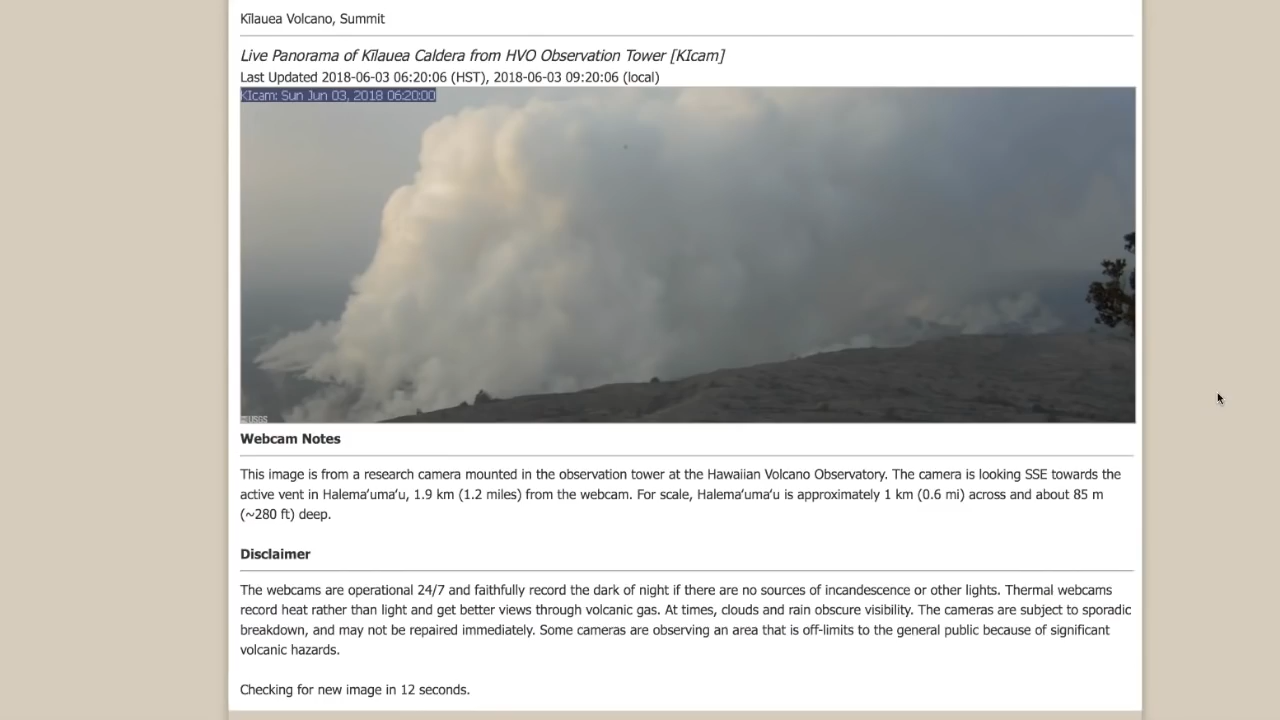 Kīlauea Volcano, Summit
Live Panorama of Kīlauea Caldera from HVO Observation Tower [KIcam]
Last Updated 2018-06-03 06:20:06 (HST), 2018-06-03 09:20:06 (local)
KIcam: Sun Jun 03, 2018 06:20:00
USGS
Webcam Notes
This image is from a research camera mounted in the observation tower at the Hawaiian Volcano Observatory. The camera is looking SSE towards the
active vent in Halemaʻumaʻu, 1.9 km (1.2 miles) from the webcam. For scale, Halemaʻumaʻu is approximately 1 km (0.6 mi) across and about 85 m
(~280 ft) deep.
Disclaimer
The webcams are operational 24/7 and faithfully record the dark of night if there are no sources of incandescence or other lights. Thermal webcams
record heat rather than light and get better views through volcanic gas. At times, clouds and rain obscure visibility. The cameras are subject to sporadic
breakdown, and may not be repaired immediately. Some cameras are observing an area that is off-limits to the general public because of significant
volcanic hazards.
Checking for new image in 12 seconds.